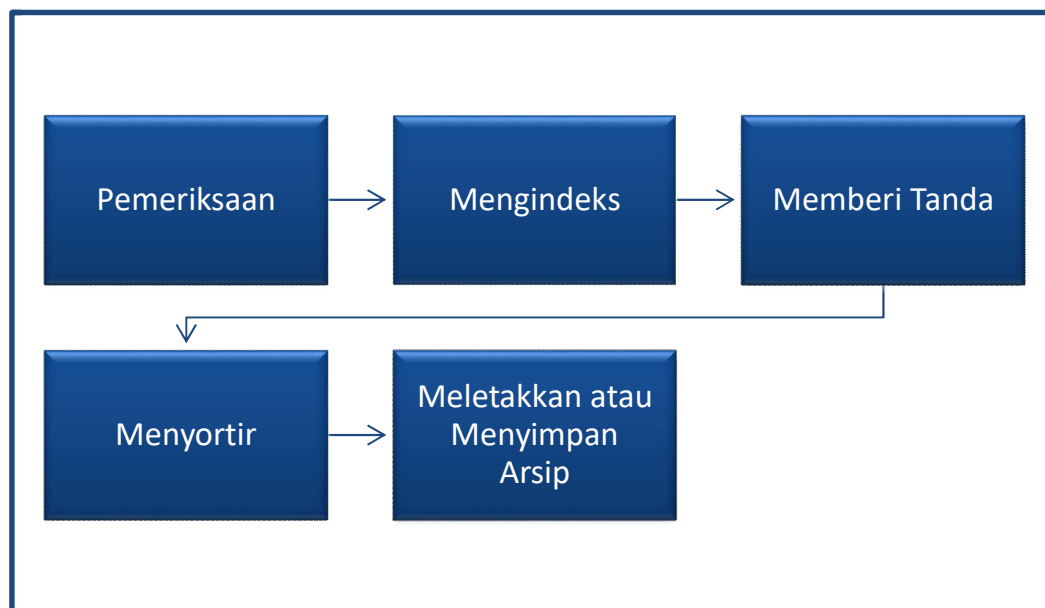 Pemeriksaan
Mengindeks
Memberi Tanda
Menyortir
Meletakkan atau
Menyimpan
Arsip